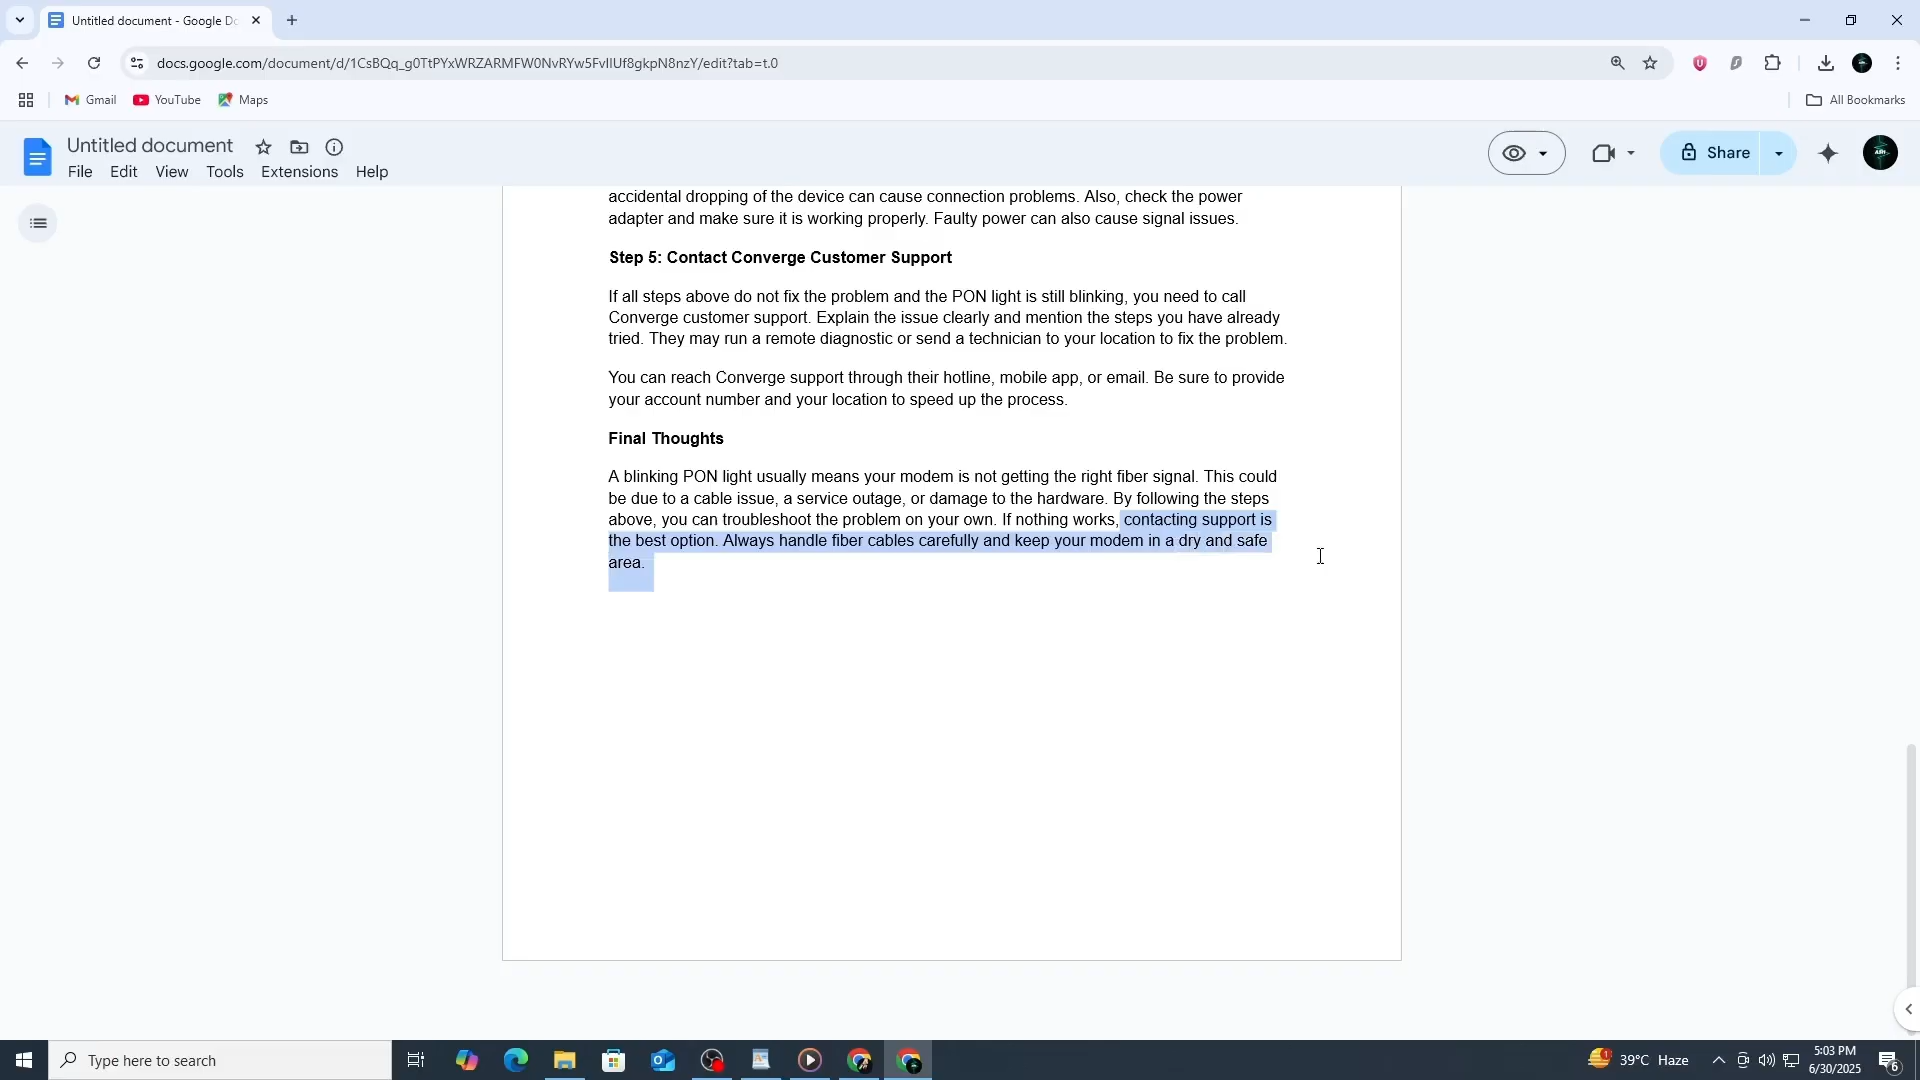 Untitled document - Google Do
docs.google.com/document/d/1CsBQq_g0TtPYxWRZARMFW0NvRYw5FvIlUf8gkpN8nzY/edit?tab=t.0
Gmail
YouTube
Maps
All Bookmarks
Untitled document
Share
File
Edit
View
Tools
Extensions
Help
accidental dropping of the device can cause connection problems. Also, check the power
adapter and make sure it is working properly. Faulty power can also cause signal issues.
Step 5: Contact Converge Customer Support
If all steps above do not fix the problem and the PON light is still blinking, you need to call
Converge customer support. Explain the issue clearly and mention the steps you have already
tried. They may run a remote diagnostic or send a technician to your location to fix the problem.
You can reach Converge support through their hotline, mobile app, or email. Be sure to provide
your account number and your location to speed up the process.
Final Thoughts
A blinking PON light usually means your modem is not getting the right fiber signal. This could
be due to a cable issue, a service outage, or damage to the hardware. By following the steps
above, you can troubleshoot the problem on your own. If nothing works, contacting support is
the best option. Always handle fiber cables carefully and keep your modem in a dry and safe
area.
Type here to search
1
39°C Haze
5:03 PM
6/30/2025
6